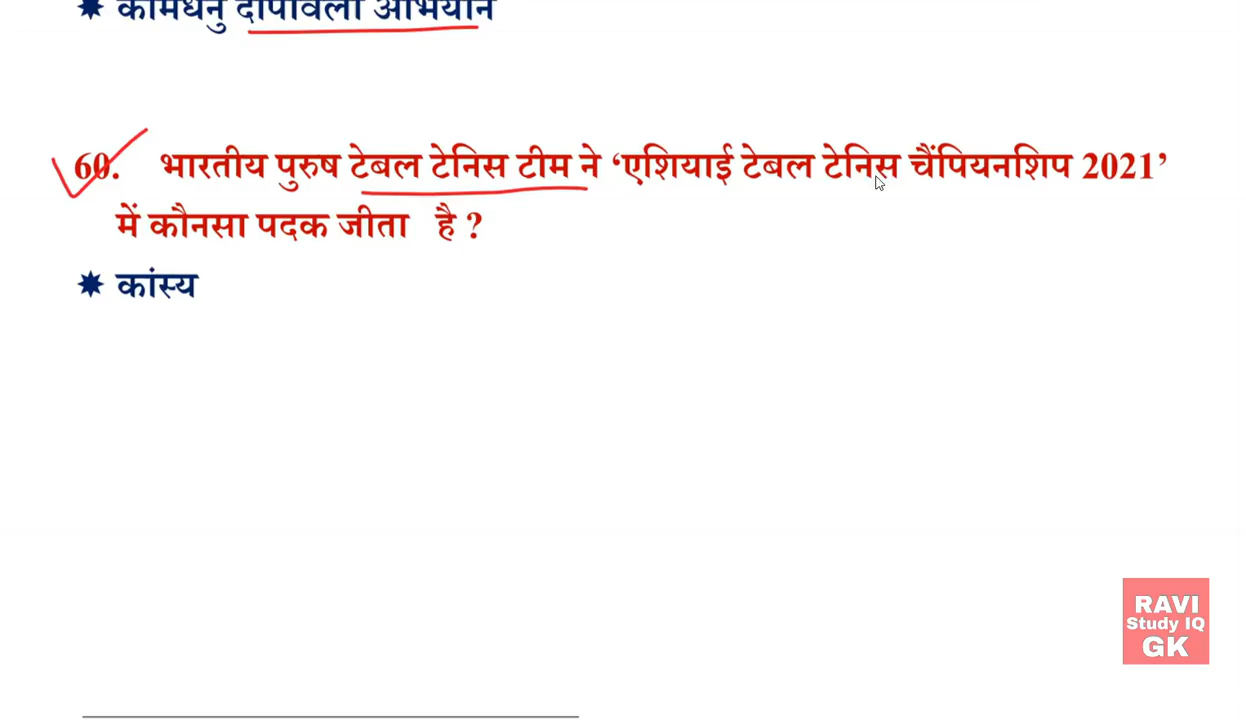 ✷ कामधेनु दीपावली अभियान
60. भारतीय पुरुष टेबल टेनिस टीम ने ‘एशियाई टेबल टेनिस चैंपियनशिप 2021’
में कौनसा पदक जीता है ?
✷ कांस्य
RAVI
Study IQ
GK